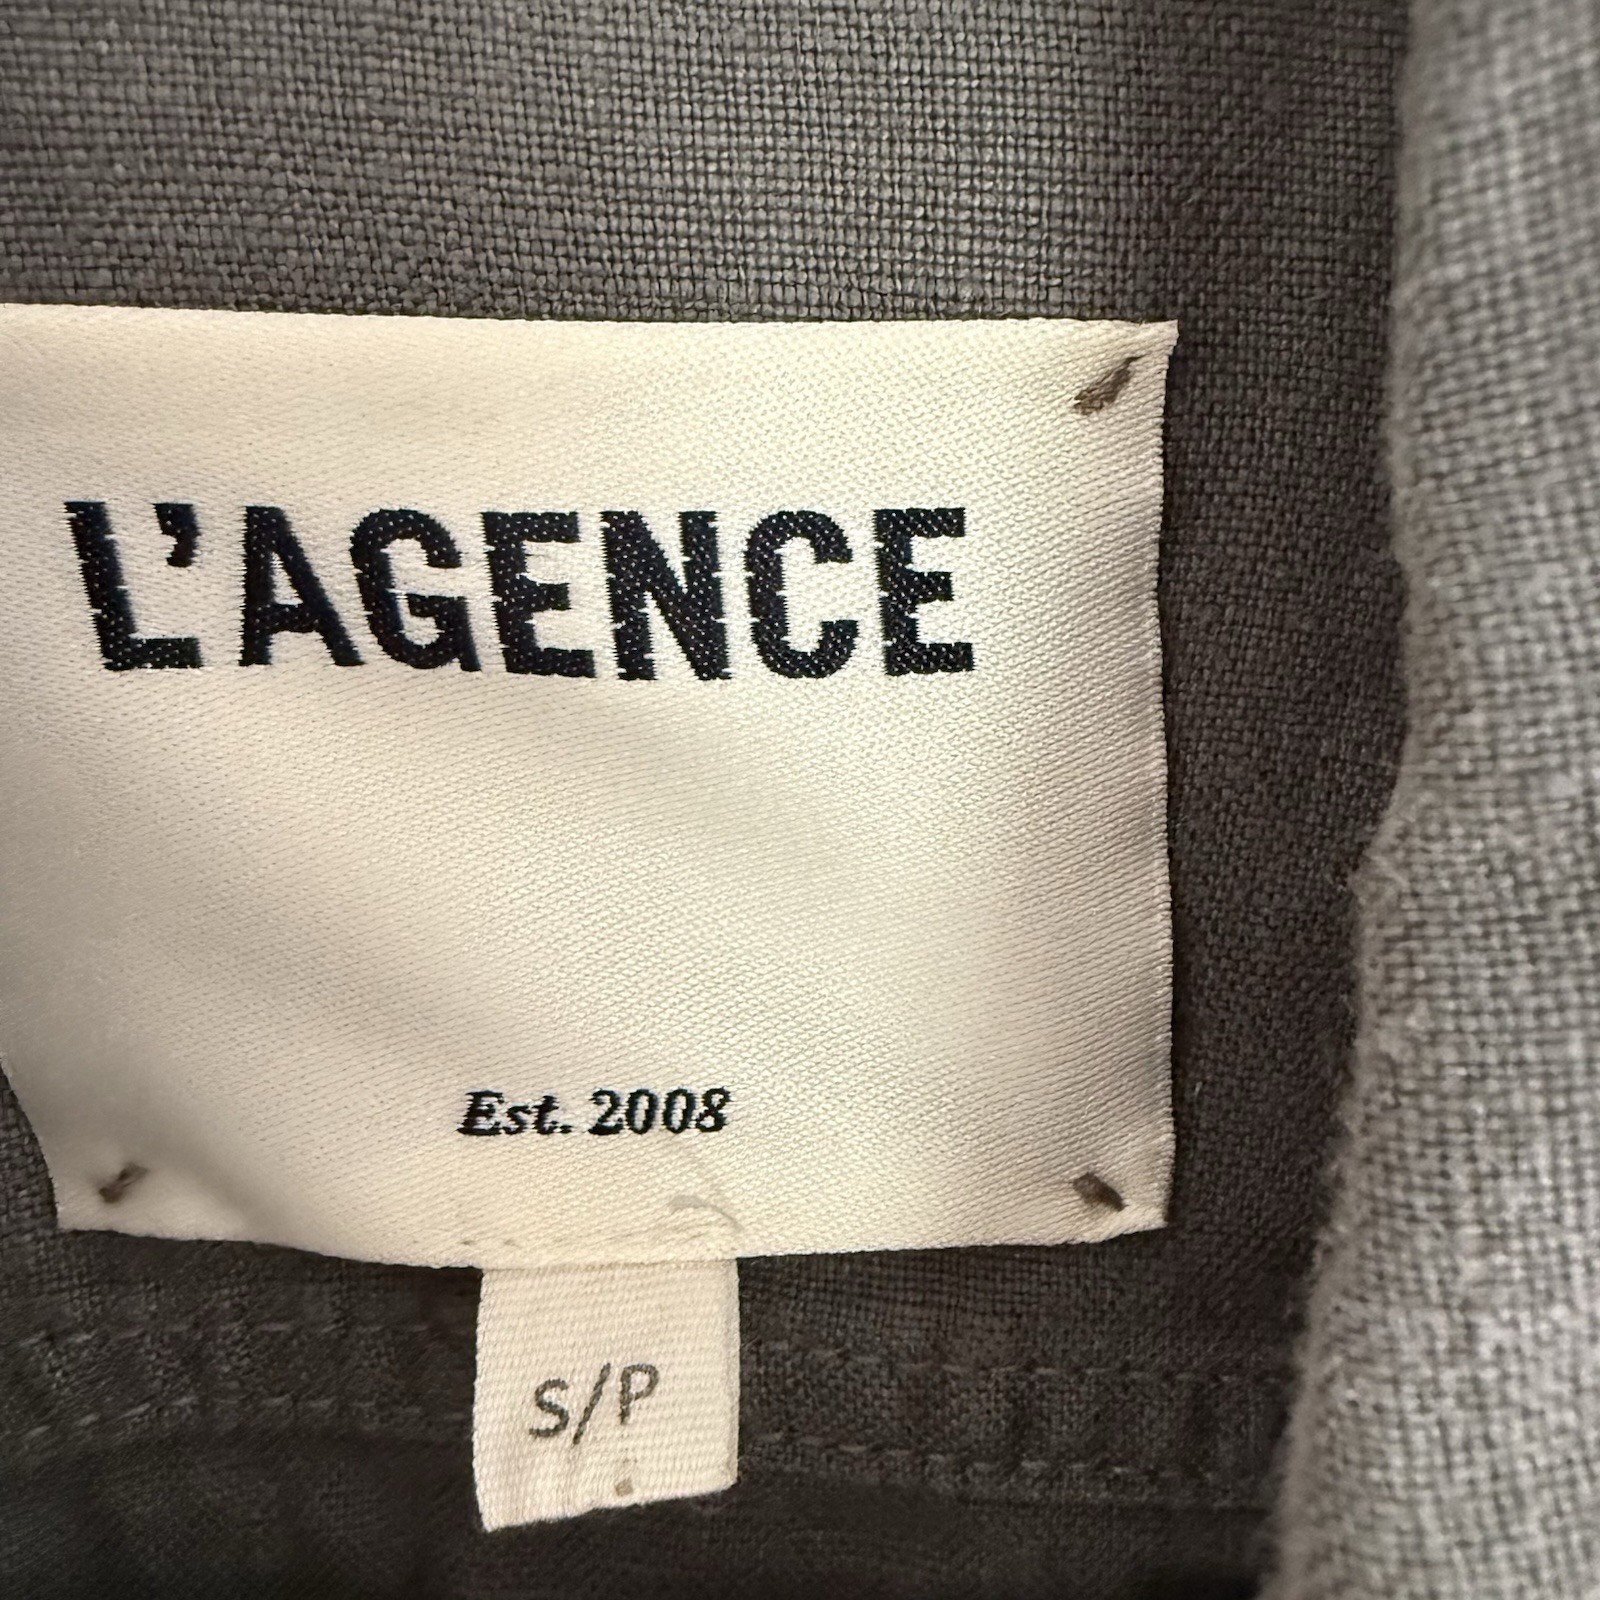 L'AGENCE
Est. 2008
S/P